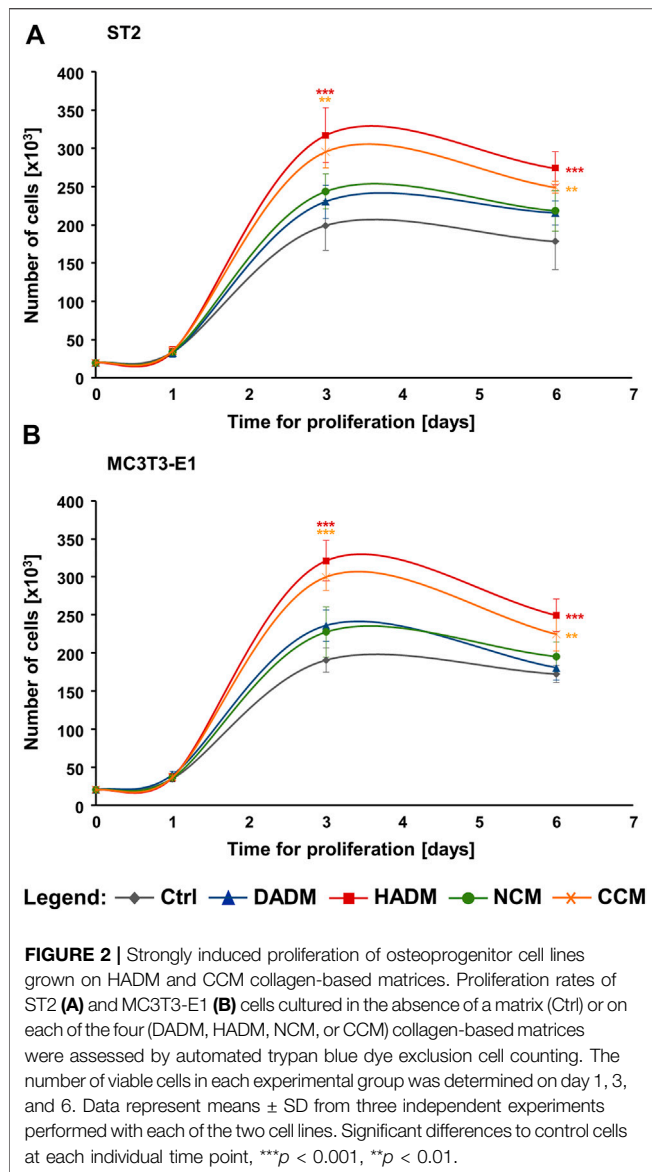 A
ST2
400
350
300
250
200
150
100
50
0
Number of cells [x10³]
***
**
***
**
0 1 2 3 4 5 6 7
Time for proliferation [days]
B
MC3T3-E1
400
350
300
250
200
150
100
50
0
Number of cells [x10³]
***
***
***
**
0 1 2 3 4 5 6 7
Time for proliferation [days]
Legend: Ctrl DADM HADM NCM CCM
FIGURE 2 | Strongly induced proliferation of osteoprogenitor cell lines
grown on HADM and CCM collagen-based matrices. Proliferation rates of
ST2 (A) and MC3T3-E1 (B) cells cultured in the absence of a matrix (Ctrl) or on
each of the four (DADM, HADM, NCM, or CCM) collagen-based matrices
were assessed by automated trypan blue dye exclusion cell counting. The
number of viable cells in each experimental group was determined on day 1, 3,
and 6. Data represent means ± SD from three independent experiments
performed with each of the two cell lines. Significant differences to control cells
at each individual time point, ***p < 0.001, **p < 0.01.